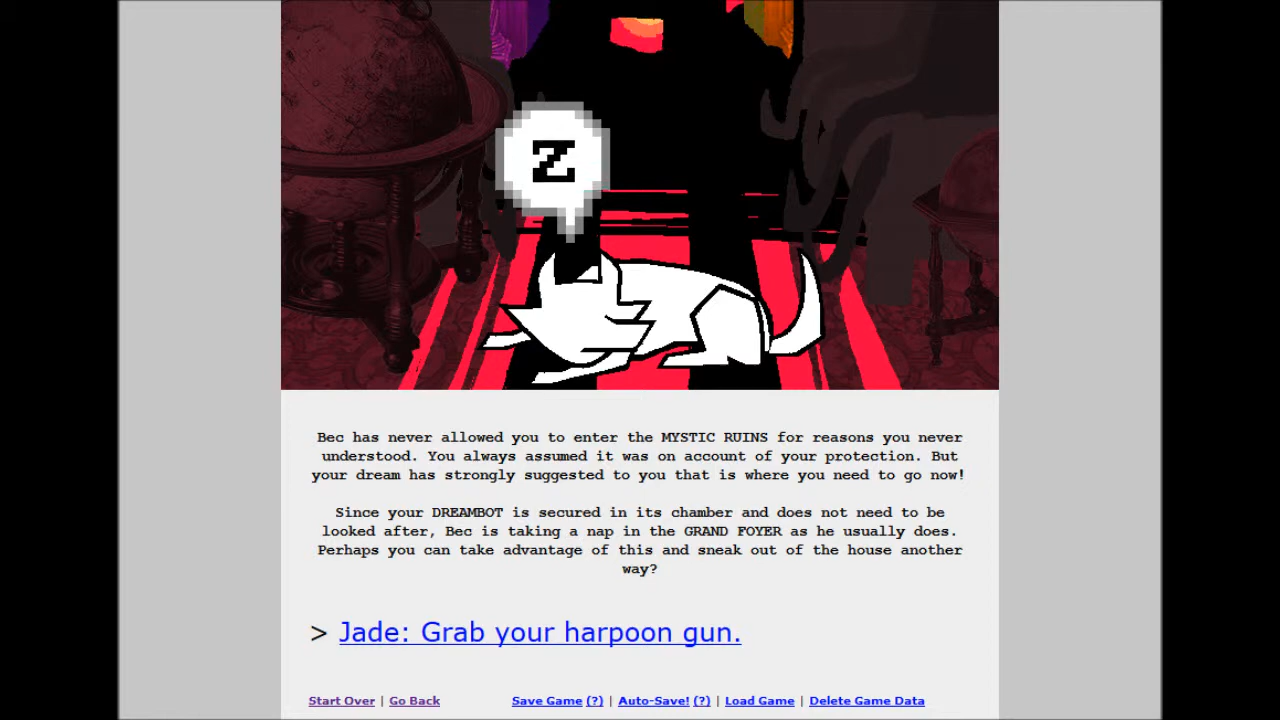 Z
Bec has never allowed you to enter the MYSTIC RUINS for reasons you never
understood. You always assumed it was on account of your protection. But
your dream has strongly suggested to you that is where you need to go now!
Since your DREAMBOT is secured in its chamber and does not need to be
looked after, Bec is taking a nap in the GRAND FOYER as he usually does.
Perhaps you can take advantage of this and sneak out of the house another
way?
> Jade: Grab your harpoon gun.
Start Over | Go Back Save Game (?) | Auto-Save! (?) | Load Game | Delete Game Data